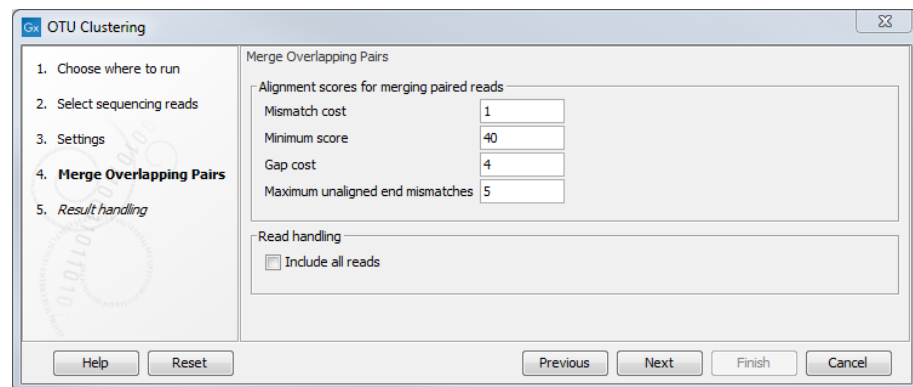 Gx OTU Clustering
1. Choose where to run
2. Select sequencing reads
3. Settings
4. Merge Overlapping Pairs
5. Result handling
Merge Overlapping Pairs
Alignment scores for merging paired reads
Mismatch cost 1
Minimum score 40
Gap cost 4
Maximum unaligned end mismatches 5
Read handling
Include all reads
Help Reset Previous Next Finish Cancel